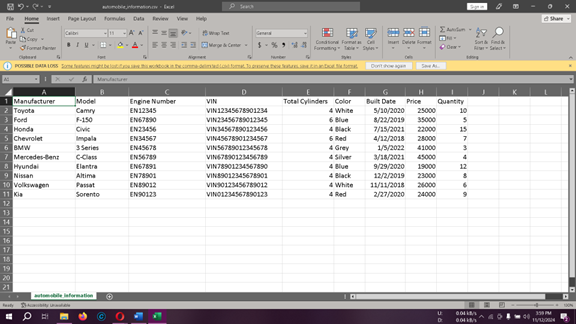 automobile_information.csv - Excel
Search
Sign in
File Home Insert Page Layout Formulas Data Review View Help
Share
Cut
Copy
Format Painter
Paste
Calibri 11
Wrap Text
Merge & Center
General
Conditional Formatting
Format as Table
Cell Styles
Insert Delete Format
AutoSum
Fill
Clear
Sort & Filter
Find & Select
Clipboard Font Alignment Number Styles Cells Editing
POSSIBLE DATA LOSS Some features might be lost if you save this workbook in the comma-delimited (.csv) format. To preserve these features, save it in an Excel file format. Don't show again Save As...
A1 Manufacturer
A B C D E F G H I J K L
1 Manufacturer Model Engine Number VIN Total Cylinders Color Built Date Price Quantity
2 Toyota Camry EN12345 VIN12345678901234 4 White 5/10/2020 25000 10
3 Ford F-150 EN67890 VIN23456789012345 6 Blue 8/22/2019 35000 5
4 Honda Civic EN23456 VIN34567890123456 4 Black 7/15/2021 22000 15
5 Chevrolet Impala EN34567 VIN45678901234567 6 Red 4/12/2018 28000 7
6 BMW 3 Series EN45678 VIN56789012345678 4 Grey 1/5/2022 41000 3
7 Mercedes-Benz C-Class EN56789 VIN67890123456789 4 Silver 3/18/2021 45000 4
8 Hyundai Elantra EN67891 VIN78901234567890 4 Blue 9/29/2020 19000 12
9 Nissan Altima EN78901 VIN89012345678901 4 Black 12/2/2019 23000 8
10 Volkswagen Passat EN89012 VIN90123456789012 4 White 11/11/2018 26000 6
11 Kia Sorento EN90123 VIN01234567890123 4 Red 2/27/2020 24000 9
12
13
14
15
16
17
18
19
20
21
automobile_information
Ready Accessibility: Unavailable 100%
U: 0.04 kB/s
D: 0.04 kB/s
3:59 PM
11/12/2024